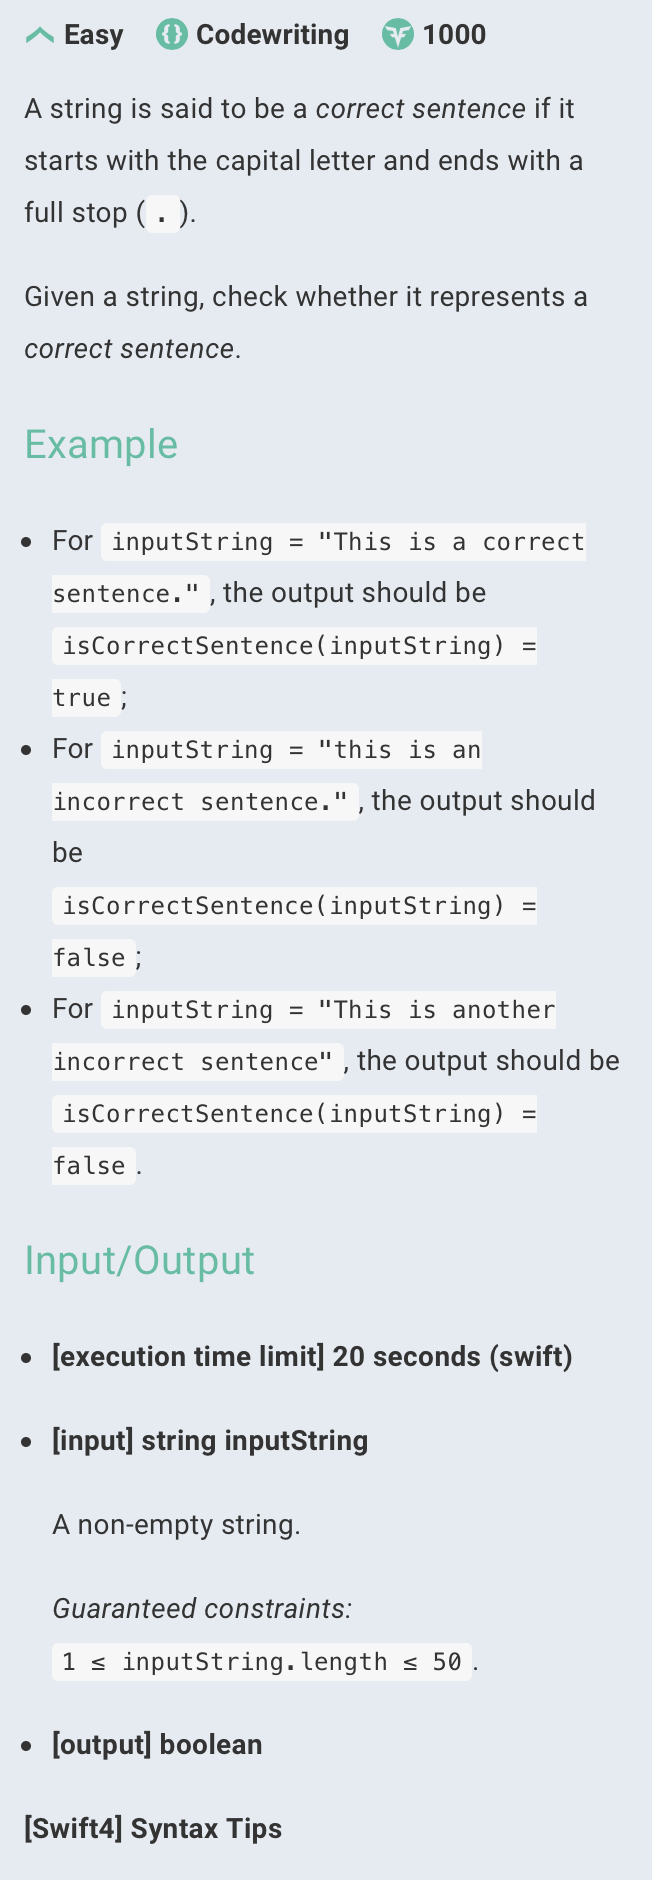 Easy Codewriting 1000
A string is said to be a correct sentence if it
starts with the capital letter and ends with a
full stop ( . ).
Given a string, check whether it represents a
correct sentence.
Example
• For inputString = "This is a correct
sentence." , the output should be
isCorrectSentence(inputString) =
true ;
• For inputString = "this is an
incorrect sentence." , the output should
be
isCorrectSentence(inputString) =
false ;
• For inputString = "This is another
incorrect sentence" , the output should be
isCorrectSentence(inputString) =
false .
Input/Output
• [execution time limit] 20 seconds (swift)
• [input] string inputString
A non-empty string.
Guaranteed constraints:
1 ≤ inputString.length ≤ 50 .
• [output] boolean
[Swift4] Syntax Tips